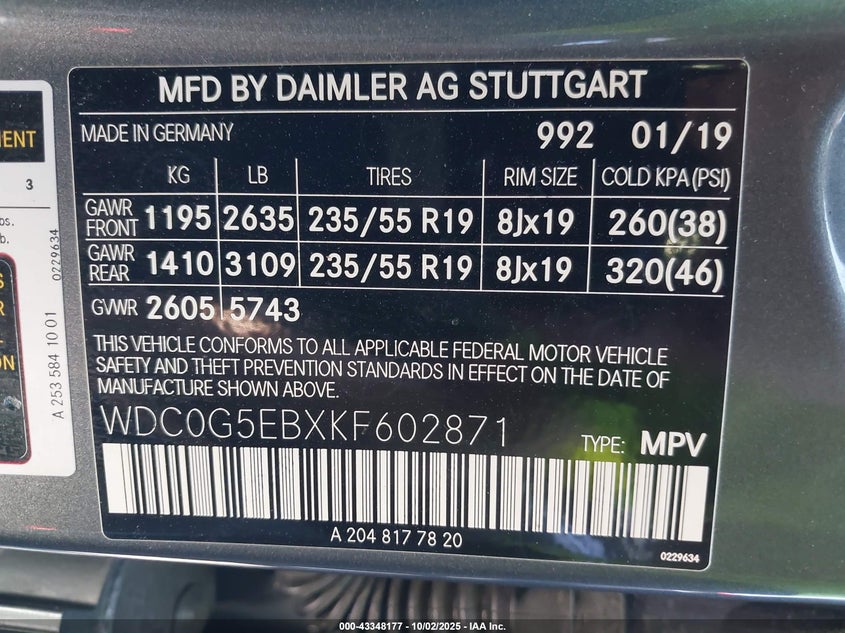 MFD BY DAIMLER AG STUTTGART
MADE IN GERMANY 992 01/19
KG LB TIRES RIM SIZE COLD KPA (PSI)
GAWR FRONT 1195 2635 235/55 R19 8Jx19 260(38)
GAWR REAR 1410 3109 235/55 R19 8Jx19 320(46)
GVWR 2605 5743
THIS VEHICLE CONFORMS TO ALL APPLICABLE FEDERAL MOTOR VEHICLE
SAFETY AND THEFT PREVENTION STANDARDS IN EFFECT ON THE DATE OF
MANUFACTURE SHOWN ABOVE.
WDC0G5EBXKF602871 TYPE: MPV
A 204 817 78 20
0229634
3
0229634
A 253 584 10 01
000-43348177 - 10/02/2025 - IAA Inc.